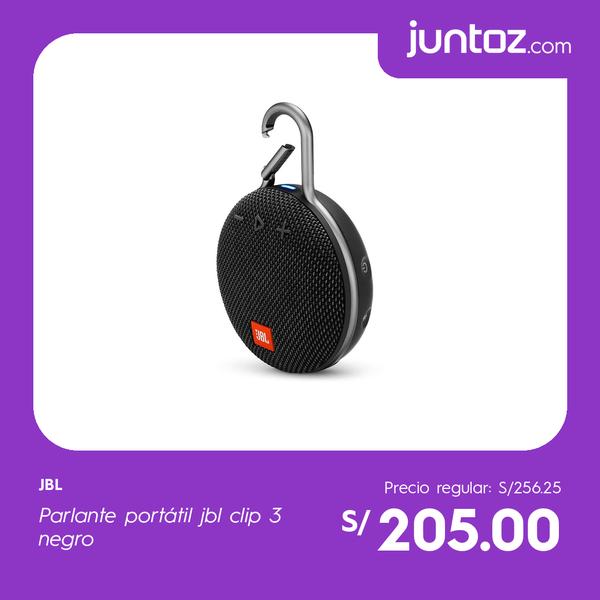 juntoz.com
JBL
JBL
Parlante portátil jbl clip 3
negro
Precio regular: S/256.25
S/ 205.00